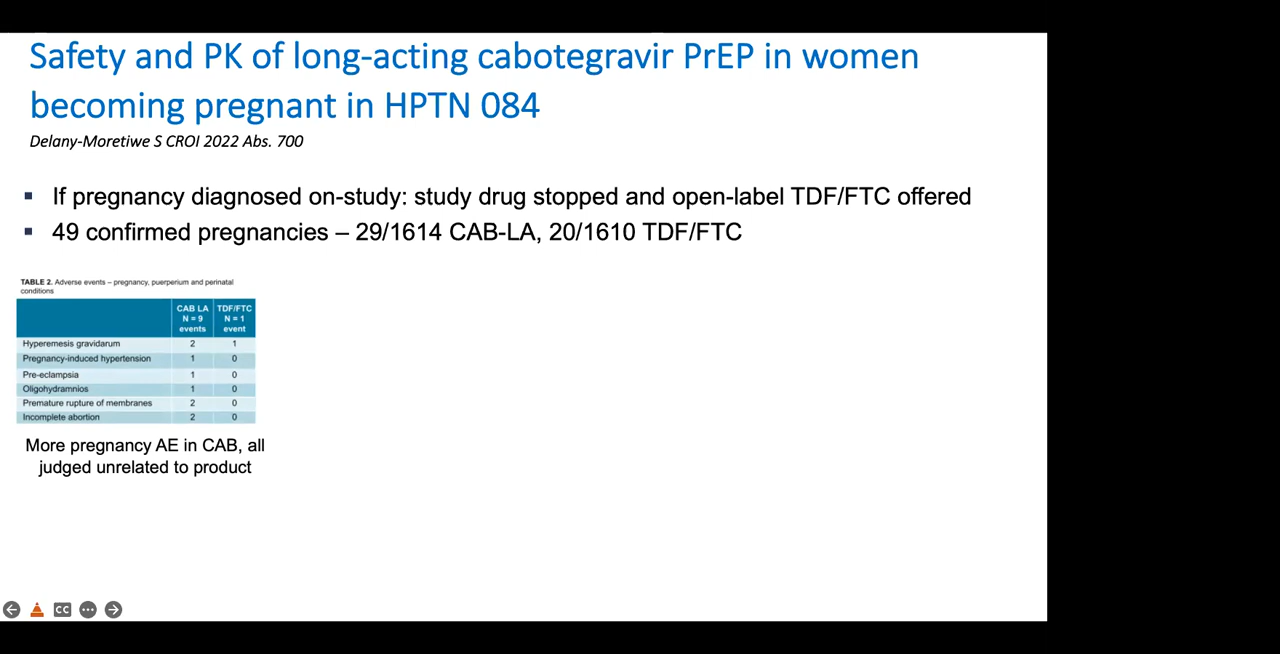 Safety and PK of long-acting cabotegravir PrEP in women
becoming pregnant in HPTN 084
Delany-Moretiwe S CROI 2022 Abs. 700
▪ If pregnancy diagnosed on-study: study drug stopped and open-label TDF/FTC offered
▪ 49 confirmed pregnancies – 29/1614 CAB-LA, 20/1610 TDF/FTC
TABLE 2. Adverse events – pregnancy, puerperium and perinatal
conditions
CAB LA TDF/FTC
N = 9 N = 1
events event
Hyperemesis gravidarum 2 1
Pregnancy-induced hypertension 1 0
Pre-eclampsia 1 0
Oligohydramnios 1 0
Premature rupture of membranes 2 0
Incomplete abortion 2 0
More pregnancy AE in CAB, all
judged unrelated to product
CC